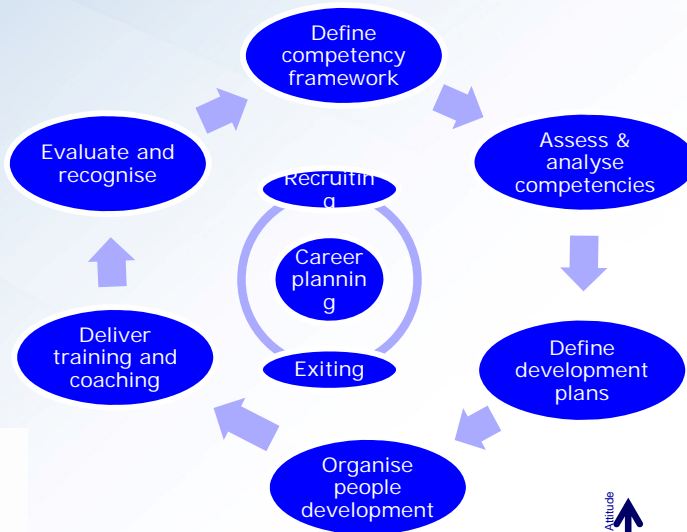 Define
competency
framework
Assess &
analyse
competencies
Define
development
plans
Organise
people
development
Deliver
training and
coaching
Evaluate and
recognise
Recruitin
g
Career
plannin
g
Exiting
Attitude